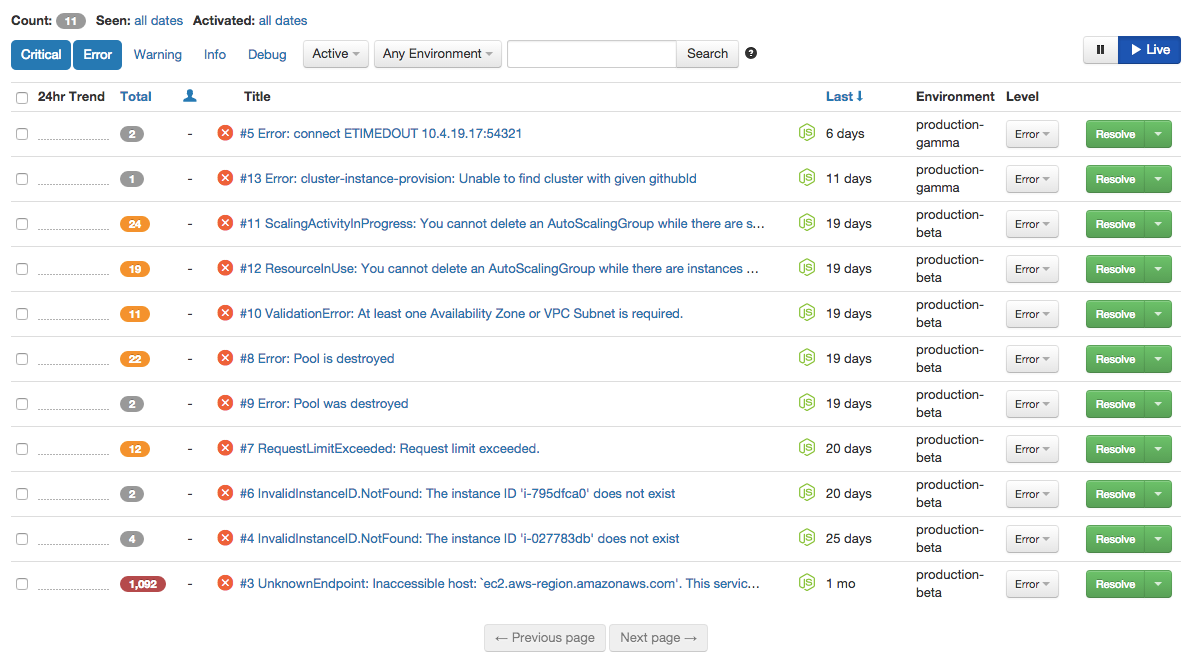 Count: 11 Seen: all dates Activated: all dates
Critical Error Warning Info Debug Active Any Environment Search ? Live
24hr Trend Total Title Last Environment Level
2 - #5 Error: connect ETIMEDOUT 10.4.19.17:54321 JS 6 days production-gamma Error Resolve
1 - #13 Error: cluster-instance-provision: Unable to find cluster with given githubId JS 11 days production-gamma Error Resolve
24 - #11 ScalingActivityInProgress: You cannot delete an AutoScalingGroup while there are s... JS 19 days production-beta Error Resolve
19 - #12 ResourceInUse: You cannot delete an AutoScalingGroup while there are instances ... JS 19 days production-beta Error Resolve
11 - #10 ValidationError: At least one Availability Zone or VPC Subnet is required. JS 19 days production-beta Error Resolve
22 - #8 Error: Pool is destroyed JS 19 days production-beta Error Resolve
2 - #9 Error: Pool was destroyed JS 19 days production-beta Error Resolve
12 - #7 RequestLimitExceeded: Request limit exceeded. JS 20 days production-beta Error Resolve
2 - #6 InvalidInstanceID.NotFound: The instance ID 'i-795dfca0' does not exist JS 20 days production-beta Error Resolve
4 - #4 InvalidInstanceID.NotFound: The instance ID 'i-027783db' does not exist JS 25 days production-beta Error Resolve
1,092 - #3 UnknownEndpoint: Inaccessible host: `ec2.aws-region.amazonaws.com'. This servic... JS 1 mo production-beta Error Resolve
← Previous page Next page →